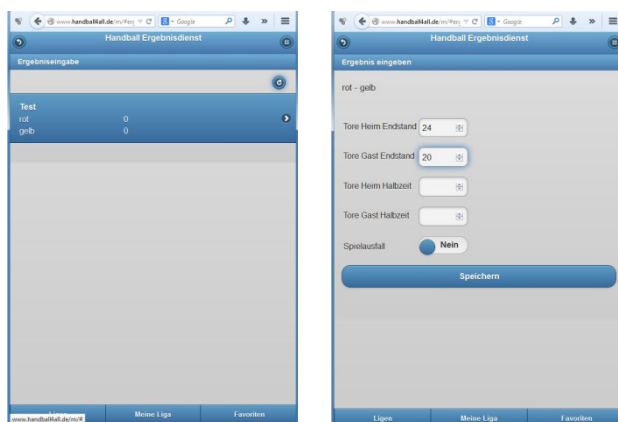 www.handball4all.de/m/#erg
Google
Handball Ergebnisdienst
Ergebniseingabe
Test
rot 0
gelb 0
Meine Liga Favoriten
www.handball4all.de/m/#
www.handball4all.de/m/#erg
Google
Handball Ergebnisdienst
Ergebnis eingeben
rot - gelb
Tore Heim Endstand 24
Tore Gast Endstand 20
Tore Heim Halbzeit
Tore Gast Halbzeit
Spielausfall Nein
Speichern
Ligen Meine Liga Favoriten